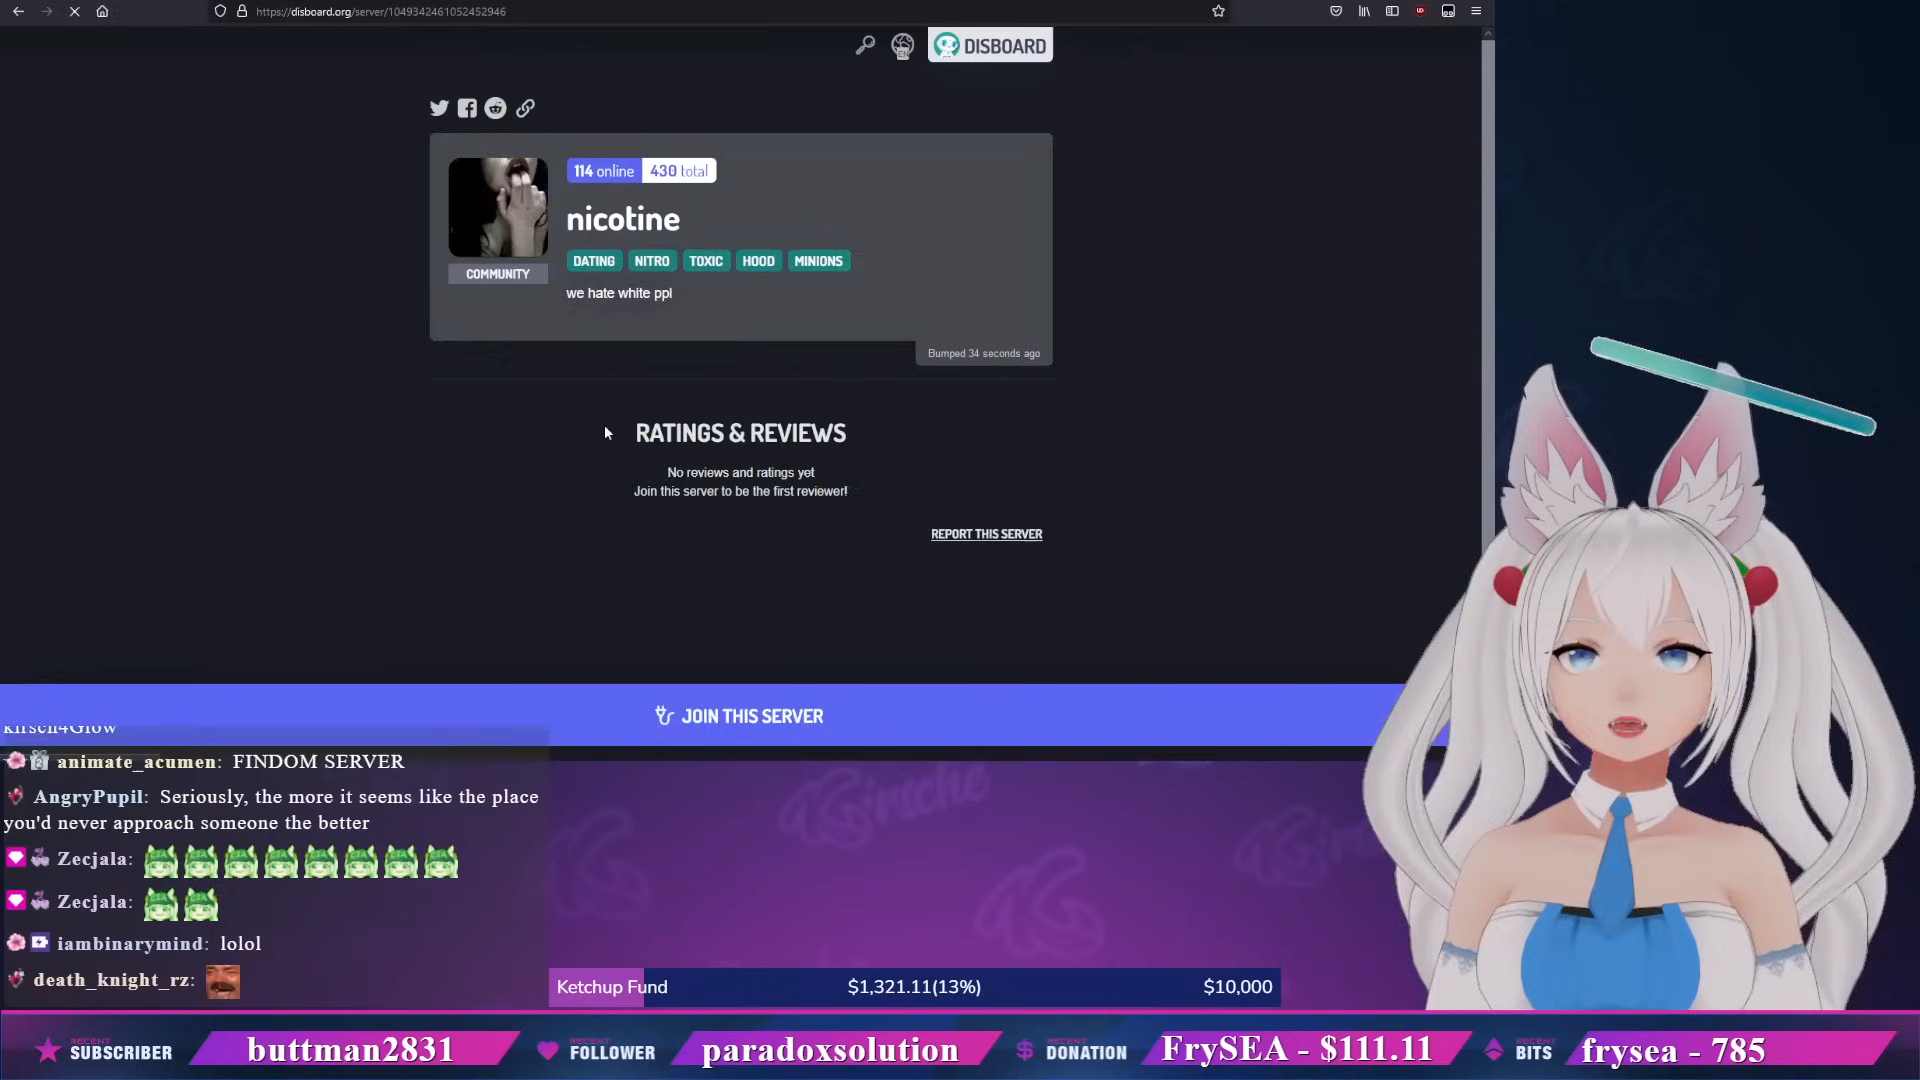 https://disboard.org/server/1049342461052452946
DISBOARD
114 online 430 total
nicotine
COMMUNITY
DATING NITRO TOXIC HOOD MINIONS
we hate white ppl
Bumped 34 seconds ago
RATINGS & REVIEWS
No reviews and ratings yet
Join this server to be the first reviewer!
REPORT THIS SERVER
JOIN THIS SERVER
animate_acumen: FINDOM SERVER
AngryPupil: Seriously, the more it seems like the place
you'd never approach someone the better
Zecjala:
Zecjala:
iambinarymind: lolol
death_knight_rz:
Ketchup Fund $1,321.11(13%) $10,000
RECENT SUBSCRIBER buttman2831 RECENT FOLLOWER paradoxsolution RECENT DONATION FrySEA - $111.11 RECENT BITS frysea - 785